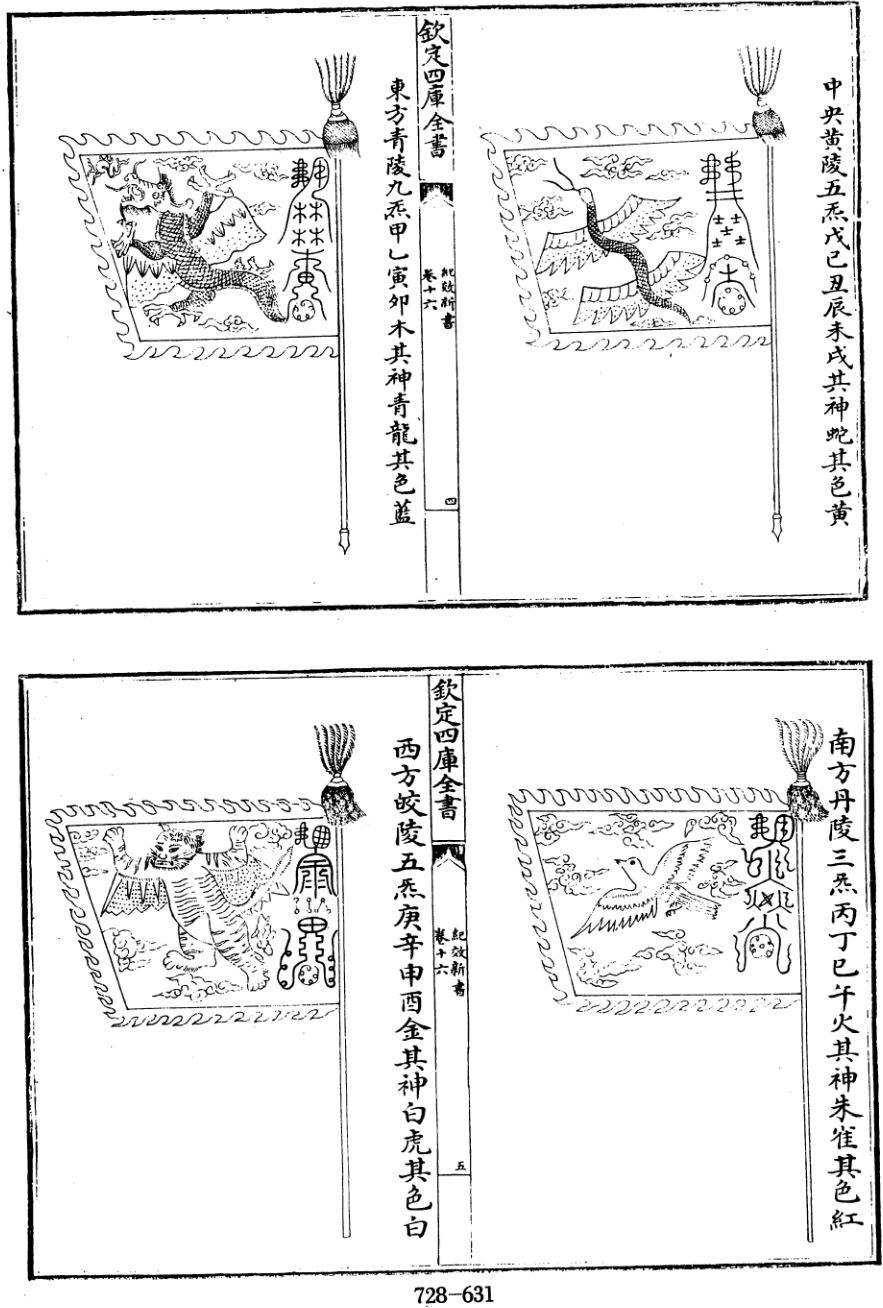 中央黄陵五炁戊己丑辰未戌其神蛇其色黄
欽定四庫全書
紀效新書
卷十六
四
東方青陵九炁甲乙寅卯木其神青龍其色藍
南方丹陵三炁丙丁巳午火其神朱雀其色紅
欽定四庫全書
紀效新書
卷十六
五
西方皎陵五炁庚辛申酉金其神白虎其色白
728-631